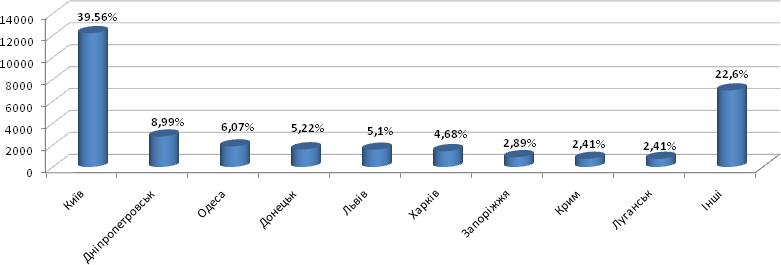 14000
12000
10000
8000
6000
4000
2000
0
39.56%
8,99%
6,07%
5,22%
5,1%
4,68%
2,89%
2,41%
2,41%
22,6%
Київ
Дніпропетровськ
Одеса
Донецьк
Львів
Харків
Запоріжжя
Крим
Луганськ
Інші